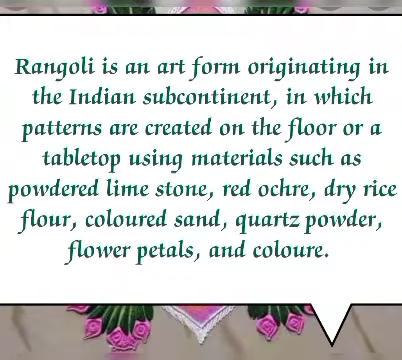 Rangoli is an art form originating in
the Indian subcontinent, in which
patterns are created on the floor or a
tabletop using materials such as
powdered lime stone, red ochre, dry rice
flour, coloured sand, quartz powder,
flower petals, and coloure.